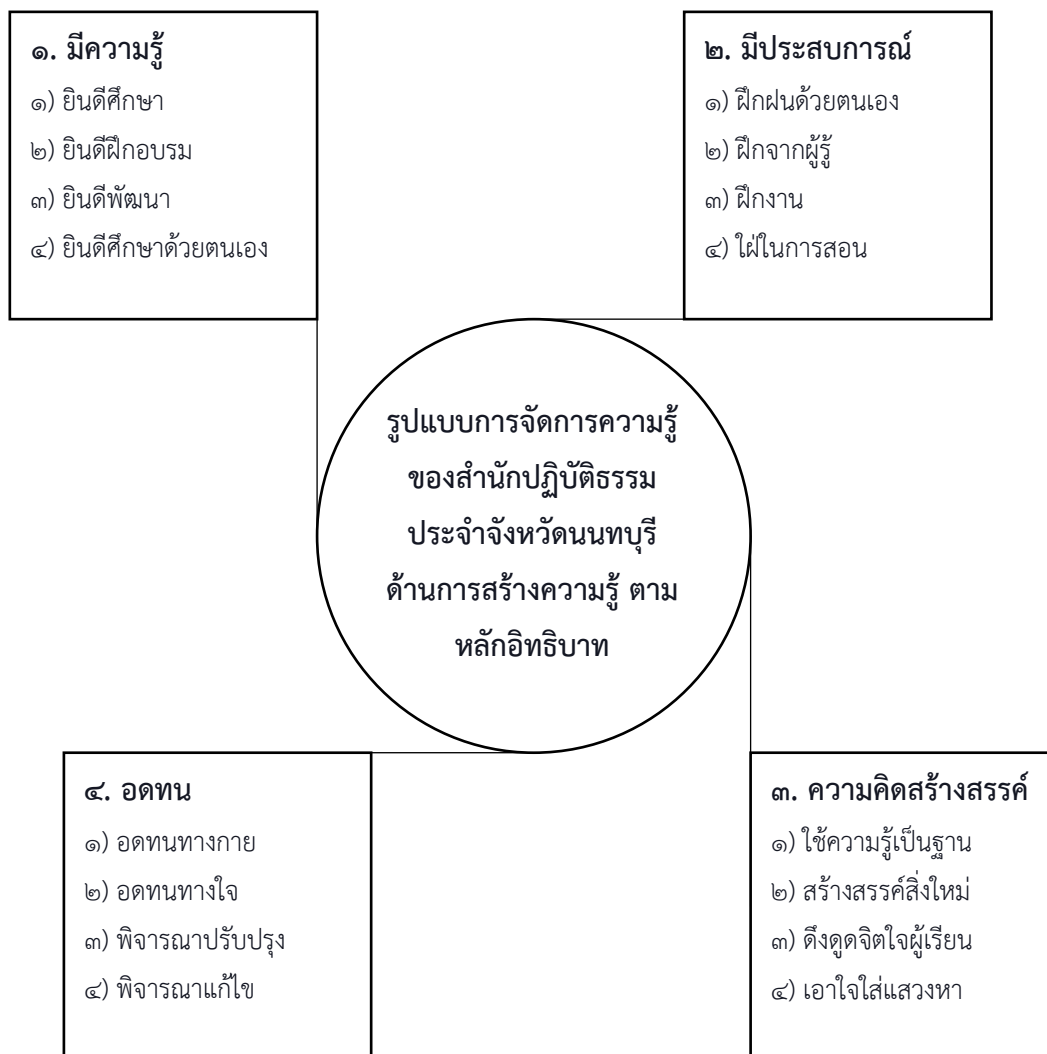 ๑. มีความรู้
๑) ยินดีศึกษา
๒) ยินดีฝึกอบรม
๓) ยินดีพัฒนา
๔) ยินดีศึกษาด้วยตนเอง
๒. มีประสบการณ์
๑) ฝึกฝนด้วยตนเอง
๒) ฝึกจากผู้รู้
๓) ฝึกงาน
๔) ใฝ่ในการสอน
รูปแบบการจัดการความรู้
ของสำนักปฏิบัติธรรม
ประจำจังหวัดนนทบุรี
ด้านการสร้างความรู้ ตาม
หลักอิทธิบาท
๔. อดทน
๑) อดทนทางกาย
๒) อดทนทางใจ
๓) พิจารณาปรับปรุง
๔) พิจารณาแก้ไข
๓. ความคิดสร้างสรรค์
๑) ใช้ความรู้เป็นฐาน
๒) สร้างสรรค์สิ่งใหม่
๓) ดึงดูดจิตใจผู้เรียน
๔) เอาใจใส่แสวงหา